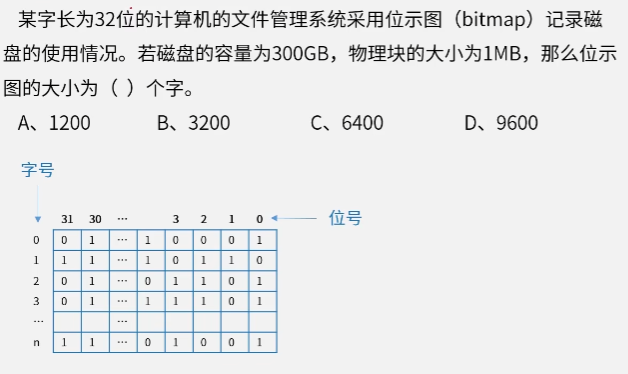 某字长为32位的计算机的文件管理系统采用位示图（bitmap）记录磁
盘的使用情况。若磁盘的容量为300GB，物理块的大小为1MB，那么位示
图的大小为（ ）个字。
A、1200 B、3200 C、6400 D、9600
字号
31 30 … 3 2 1 0 位号
0 0 1 … 1 0 0 0 1
1 1 1 … 1 0 1 1 0
2 0 1 … 0 1 1 0 1
3 0 1 … 1 1 1 0 1
… …
n 1 1 … 0 1 0 0 1